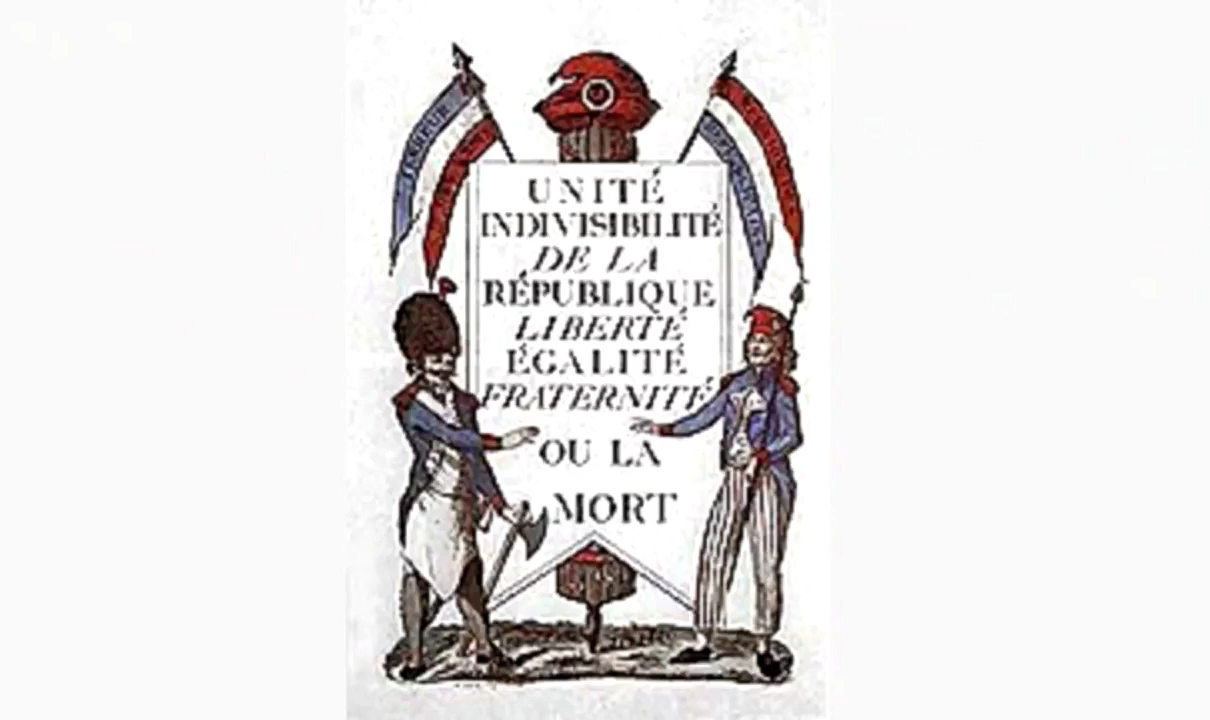 UNITÉ
INDIVISIBILITÉ
DE LA
RÉPUBLIQUE
LIBERTÉ
ÉGALITÉ
FRATERNITÉ
OU LA
MORT